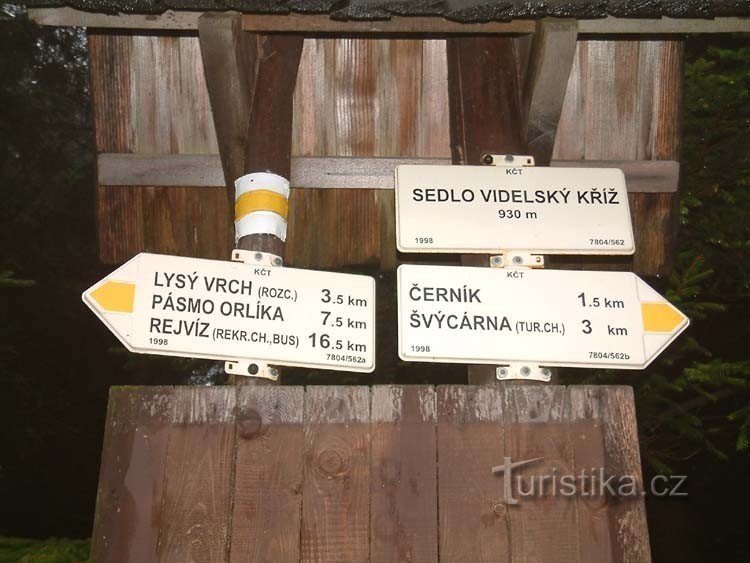 KČT
SEDLO VIDELSKÝ KŘÍŽ
930 m
1998 7804/562
KČT
LYSÝ VRCH (ROZC.) 3.5 km
PÁSMO ORLÍKA 7.5 km
REJVÍZ (REKR.CH.,BUS) 16.5 km
1998 7804/562a
KČT
ČERNÍK 1.5 km
ŠVÝCÁRNA (TUR.CH.) 3 km
1998 7804/562b
Turistika.cz